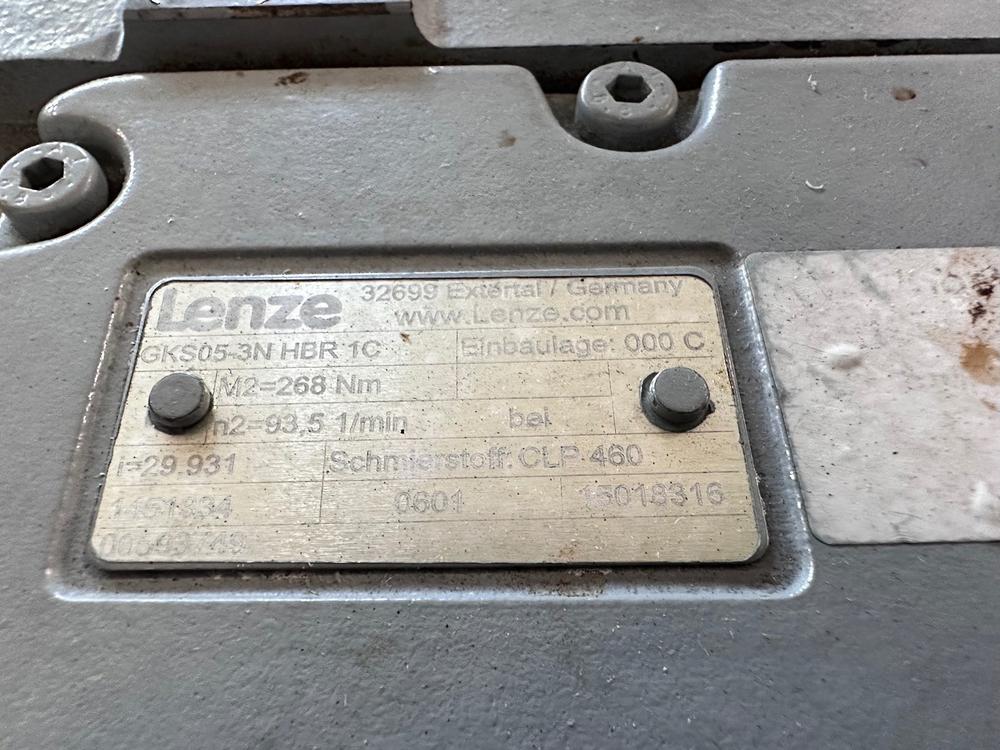 Lenze 32699 Extertal / Germany
www.Lenze.com
GKS05-3N HBR 1C Einbaulage: 000 C
M2=268 Nm
n2=93,5 1/min bei
i=29.931 Schmierstoff: CLP 460
0601 15018316